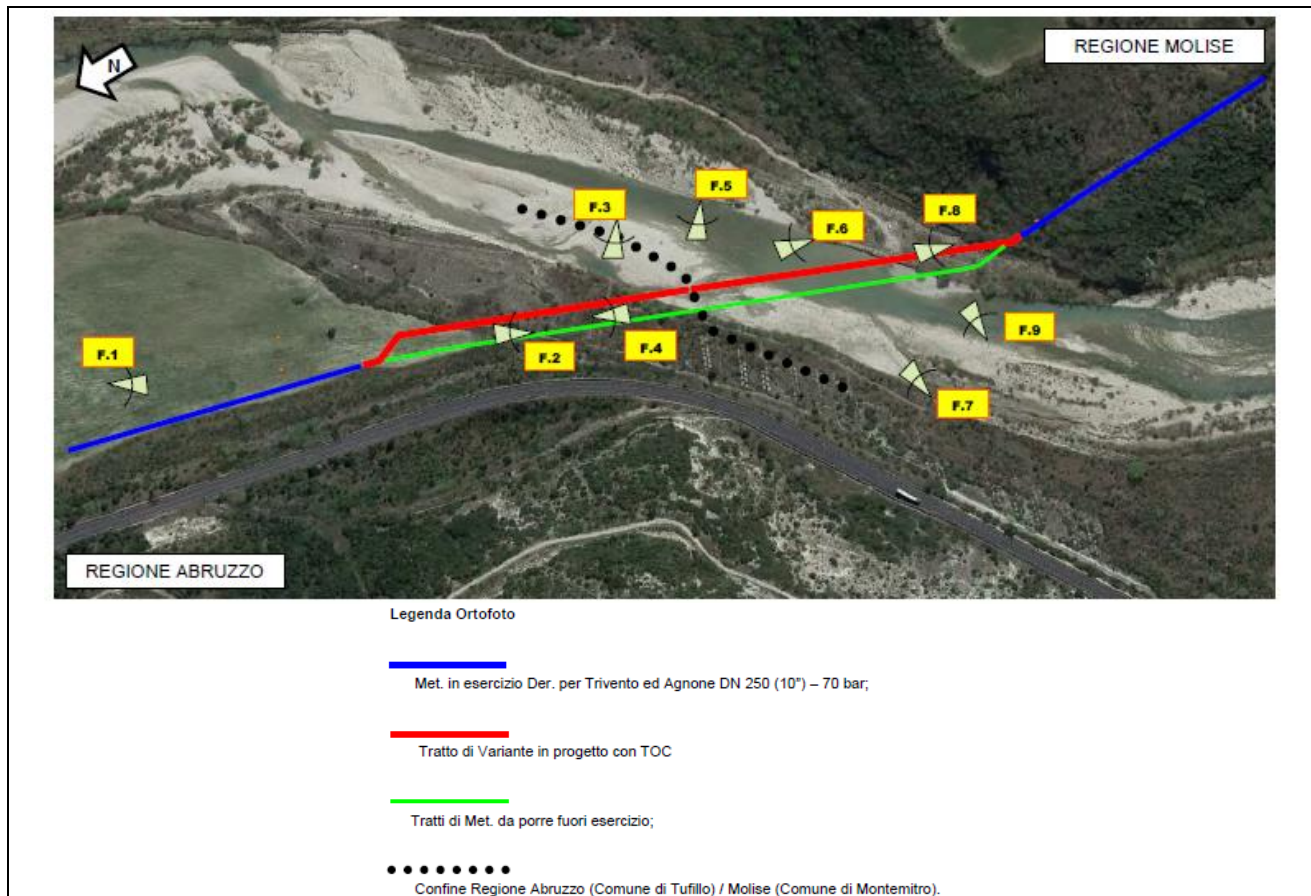 N
REGIONE MOLISE
F.5
F.3
F.8
F.6
F.9
F.1
F.2
F.4
F.7
REGIONE ABRUZZO
Legenda Ortofoto
Met. in esercizio Der. per Trivento ed Agnone DN 250 (10") – 70 bar;
Tratto di Variante in progetto con TOC
Tratti di Met. da porre fuori esercizio;
Confine Regione Abruzzo (Comune di Tufillo) / Molise (Comune di Montemitro).